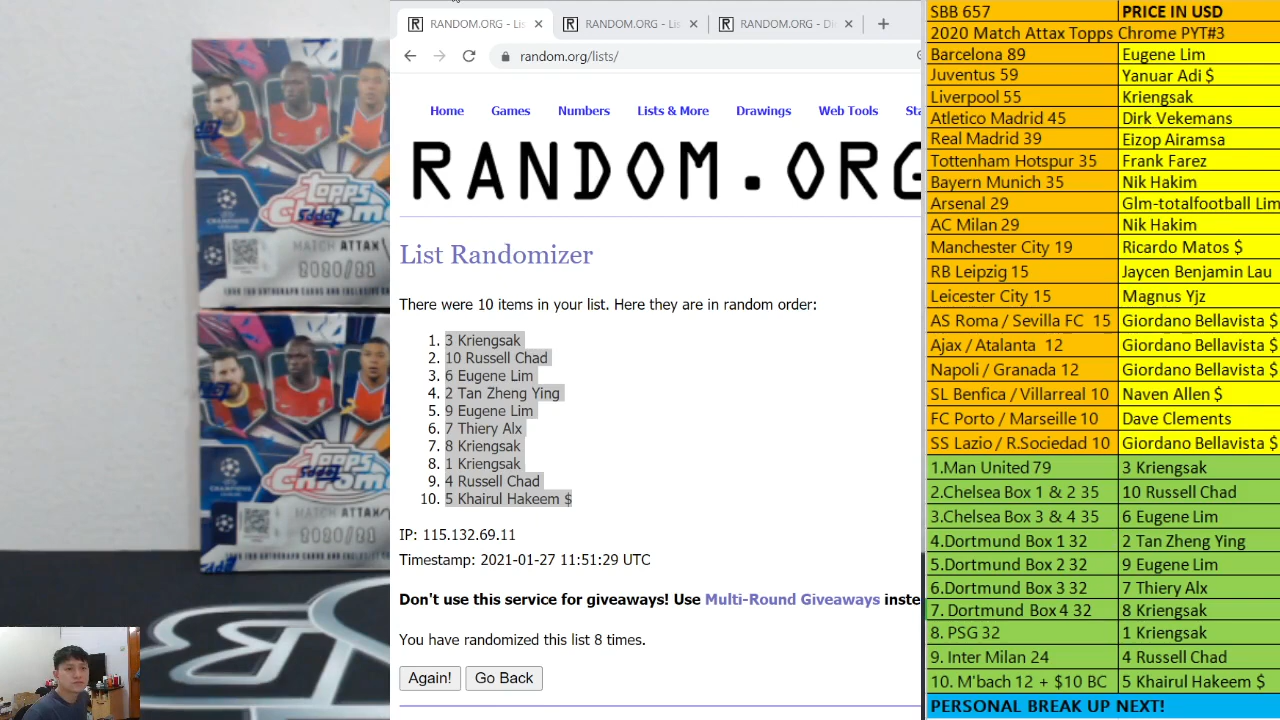 RANDOM.ORG - Lis
RANDOM.ORG - Lis
RANDOM.ORG - Di
random.org/lists/
Home Games Numbers Lists & More Drawings Web Tools Sta
RANDOM.ORG
List Randomizer
There were 10 items in your list. Here they are in random order:
1. 3 Kriengsak
2. 10 Russell Chad
3. 6 Eugene Lim
4. 2 Tan Zheng Ying
5. 9 Eugene Lim
6. 7 Thiery Alx
7. 8 Kriengsak
8. 1 Kriengsak
9. 4 Russell Chad
10. 5 Khairul Hakeem $
IP: 115.132.69.11
Timestamp: 2021-01-27 11:51:29 UTC
Don't use this service for giveaways! Use Multi-Round Giveaways inste
You have randomized this list 8 times.
Again! Go Back
SBB 657 PRICE IN USD
2020 Match Attax Topps Chrome PYT#3
Barcelona 89 Eugene Lim
Juventus 59 Yanuar Adi $
Liverpool 55 Kriengsak
Atletico Madrid 45 Dirk Vekemans
Real Madrid 39 Eizop Airamsa
Tottenham Hotspur 35 Frank Farez
Bayern Munich 35 Nik Hakim
Arsenal 29 Glm-totalfootball Lim
AC Milan 29 Nik Hakim
Manchester City 19 Ricardo Matos $
RB Leipzig 15 Jaycen Benjamin Lau
Leicester City 15 Magnus Yjz
AS Roma / Sevilla FC 15 Giordano Bellavista $
Ajax / Atalanta 12 Giordano Bellavista $
Napoli / Granada 12 Giordano Bellavista $
SL Benfica / Villarreal 10 Naven Allen $
FC Porto / Marseille 10 Dave Clements
SS Lazio / R.Sociedad 10 Giordano Bellavista $
1.Man United 79 3 Kriengsak
2.Chelsea Box 1 & 2 35 10 Russell Chad
3.Chelsea Box 3 & 4 35 6 Eugene Lim
4.Dortmund Box 1 32 2 Tan Zheng Ying
5.Dortmund Box 2 32 9 Eugene Lim
6.Dortmund Box 3 32 7 Thiery Alx
7. Dortmund Box 4 32 8 Kriengsak
8. PSG 32 1 Kriengsak
9. Inter Milan 24 4 Russell Chad
10. M'bach 12 + $10 BC 5 Khairul Hakeem $
PERSONAL BREAK UP NEXT!
Topps
Chrome
MATCH ATTAX
2020/21
Topps
Chrome
MATCH ATTAX
2020/21